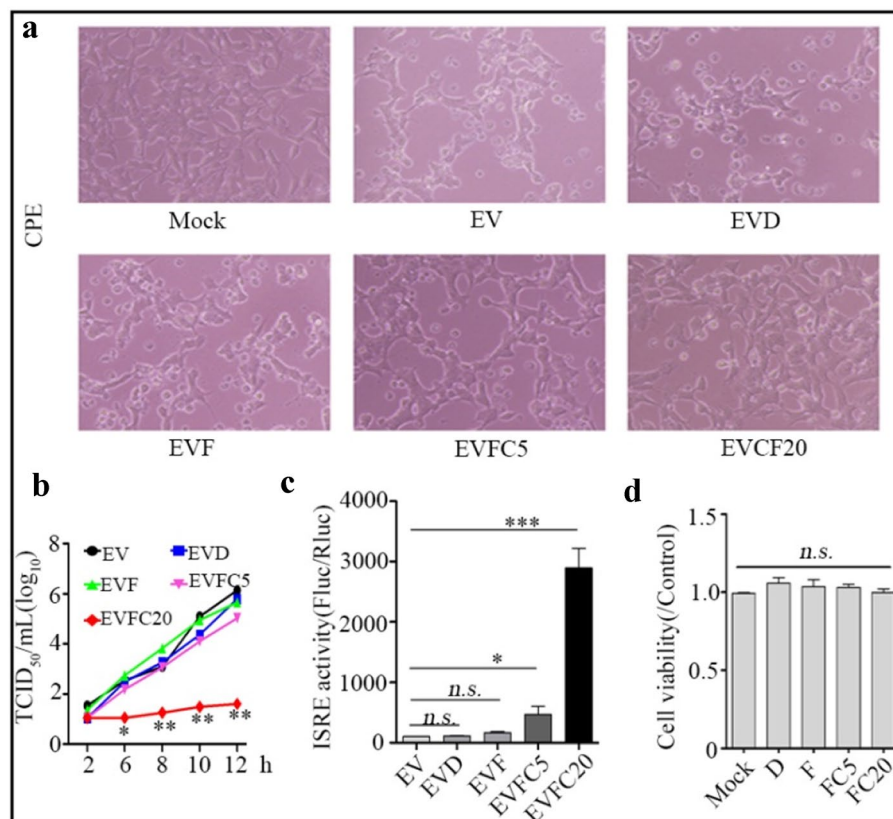 a
CPE
Mock
EV
EVD
EVF
EVFC5
EVCF20
b
TCID50/mL(log10)
8
6
4
2
0
EV
EVD
EVF
EVFC5
EVFC20
*
**
**
**
2 6 8 10 12 h
c
ISRE activity(Fluc/Rluc)
4000
3000
2000
1000
0
***
*
n.s.
n.s.
EV
EVD
EVF
EVFC5
EVFC20
d
Cell viability(/Control)
1.5
1.0
0.5
0
n.s.
Mock
D
F
FC5
FC20